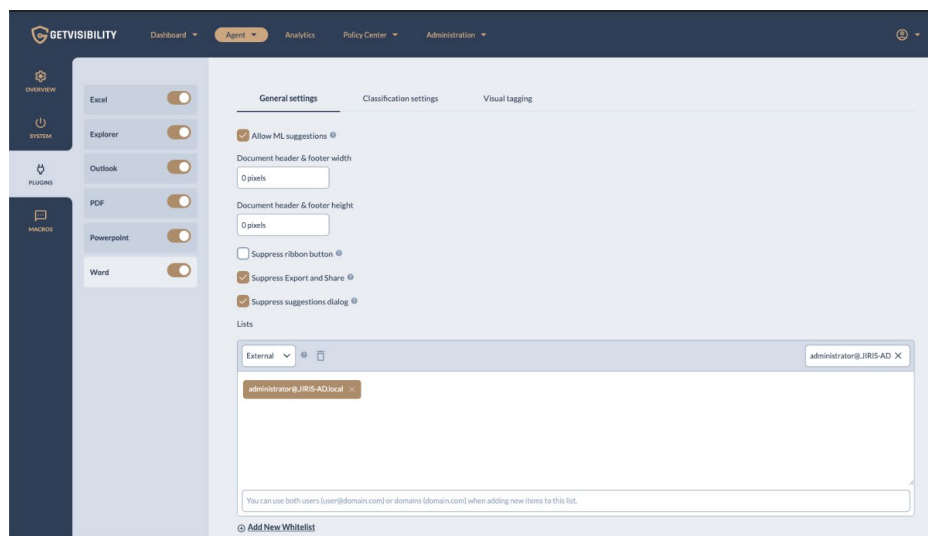 GETVISIBILITY
Dashboard
Agent
Analytics
Policy Center
Administration
OVERVIEW
SYSTEM
PLUGINS
MACROS
Excel
Explorer
Outlook
PDF
Powerpoint
Word
General settings
Classification settings
Visual tagging
Allow ML suggestions
Document header & footer width
0 pixels
Document header & footer height
0 pixels
Suppress ribbon button
Suppress Export and Share
Suppress suggestions dialog
Lists
External
administrator@JIRIS-AD
administrator@JIRIS-AD.local
You can use both users (user@domain.com) or domains (domain.com) when adding new items to this list.
Add New Whitelist